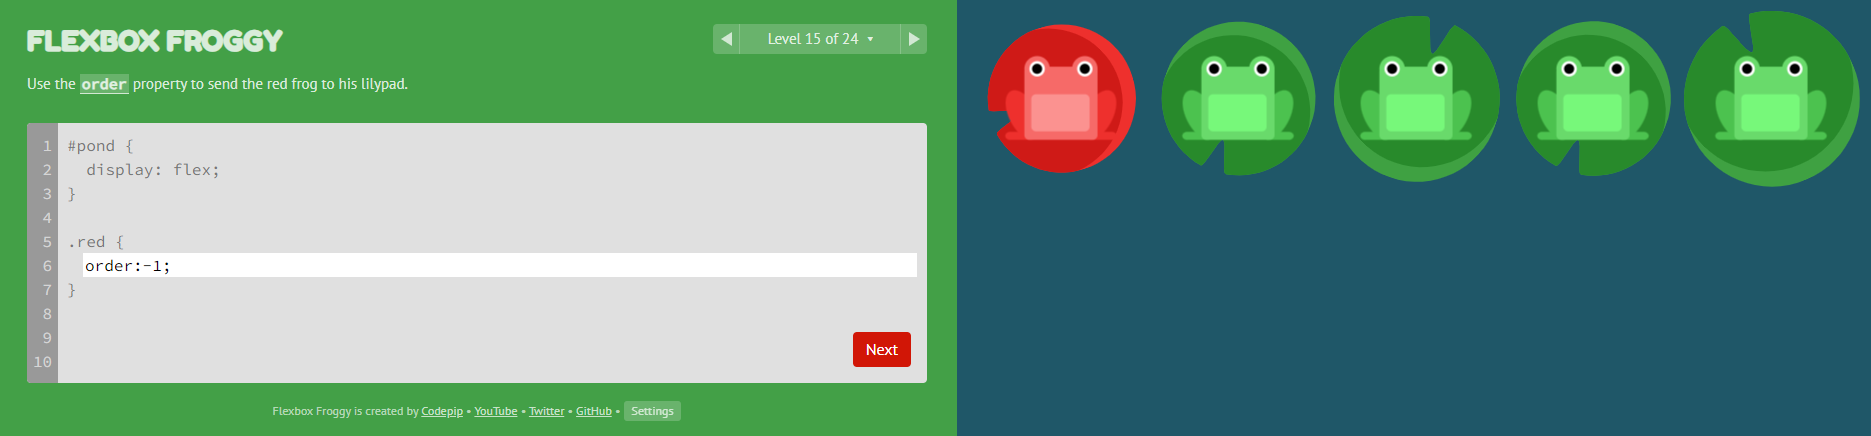 FLEXBOX FROGGY
◀ Level 15 of 24 ▾ ▶
Use the order property to send the red frog to his lilypad.
1 #pond {
2   display: flex;
3 }
4
5 .red {
6   order:-1;
7 }
8
9
10
Next
Flexbox Froggy is created by Codepip • YouTube • Twitter • GitHub • Settings